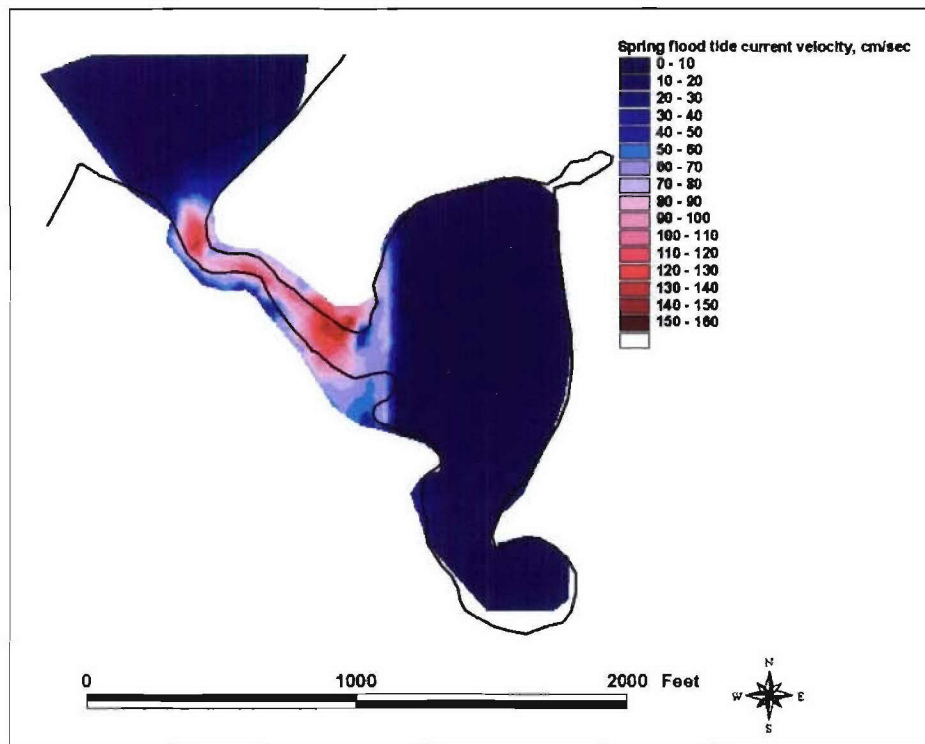 Spring flood tide current velocity, cm/sec
0 - 10
10 - 20
20 - 30
30 - 40
40 - 50
50 - 60
60 - 70
70 - 80
80 - 90
90 - 100
100 - 110
110 - 120
120 - 130
130 - 140
140 - 150
150 - 160
0 1000 2000 Feet
N
W E
S